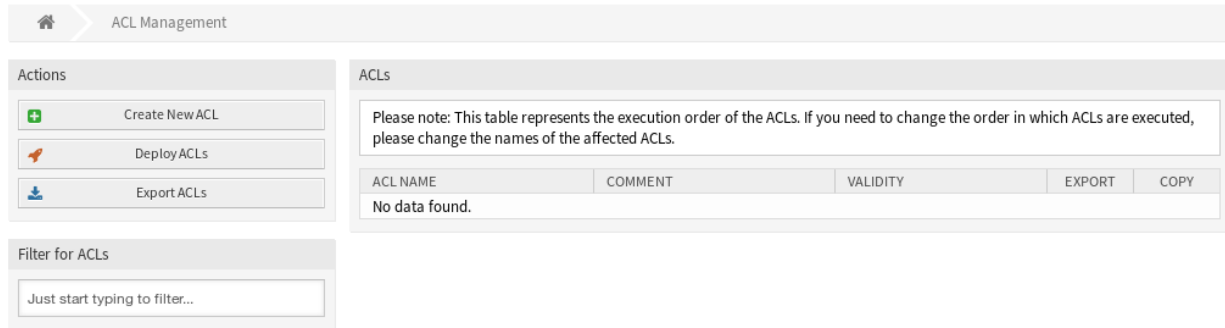 ACL Management
Actions
Create New ACL
Deploy ACLs
Export ACLs
Filter for ACLs
Just start typing to filter...
ACLs
Please note: This table represents the execution order of the ACLs. If you need to change the order in which ACLs are executed,
please change the names of the affected ACLs.
ACL NAME COMMENT VALIDITY EXPORT COPY
No data found.